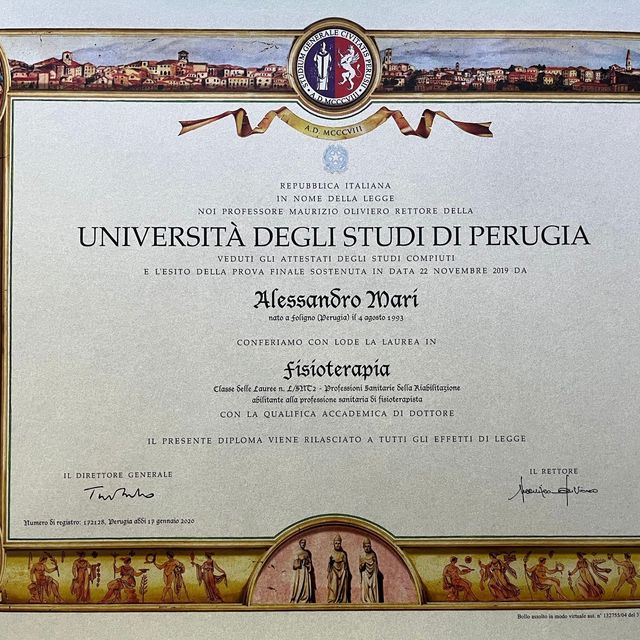 STUDIUM GENERALE CIVITATIS PERUSII
A.D. MCCCVIII
A.D. MCCCVIII
REPUBBLICA ITALIANA
IN NOME DELLA LEGGE
NOI PROFESSORE MAURIZIO OLIVIERO RETTORE DELLA
UNIVERSITÀ DEGLI STUDI DI PERUGIA
VEDUTI GLI ATTESTATI DEGLI STUDI COMPIUTI
E L'ESITO DELLA PROVA FINALE SOSTENUTA IN DATA 22 NOVEMBRE 2019 DA
Alessandro Mari
nato a foligno (Perugia) il 4 agosto 1993
CONFERIAMO CON LODE LA LAUREA IN
fisioterapia
Classe delle Lauree n. L/SNT2 - Professioni Sanitarie della Riabilitazione
abilitante alla professione sanitaria di fisioterapista
CON LA QUALIFICA ACCADEMICA DI DOTTORE
IL PRESENTE DIPLOMA VIENE RILASCIATO A TUTTI GLI EFFETTI DI LEGGE
IL DIRETTORE GENERALE
IL RETTORE
Numero di registro: 172128, Perugia addì 17 gennaio 2020
Bollo assolto in modo virtuale aut. n° 132755/04 del